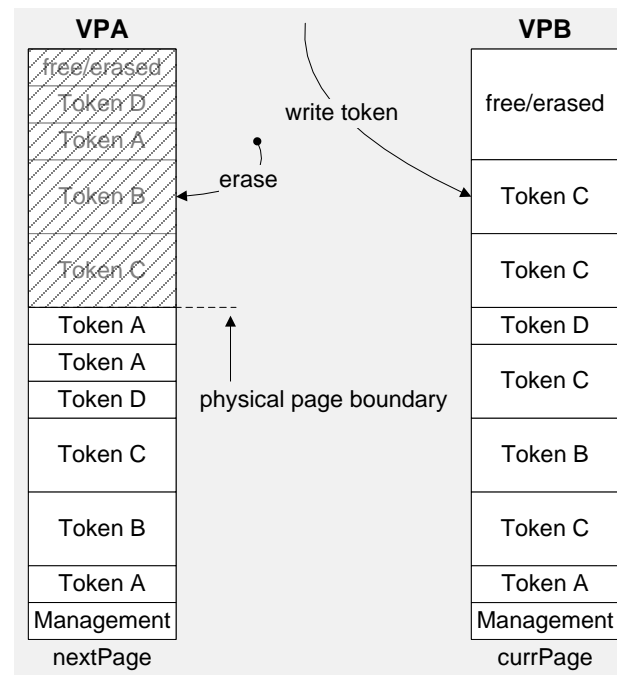 VPA
VPB
free/erased
Token D
Token A
Token B
Token C
Token A
Token A
Token D
Token C
Token B
Token A
Management
nextPage
write token
erase
physical page boundary
free/erased
Token C
Token C
Token D
Token C
Token B
Token C
Token A
Management
currPage